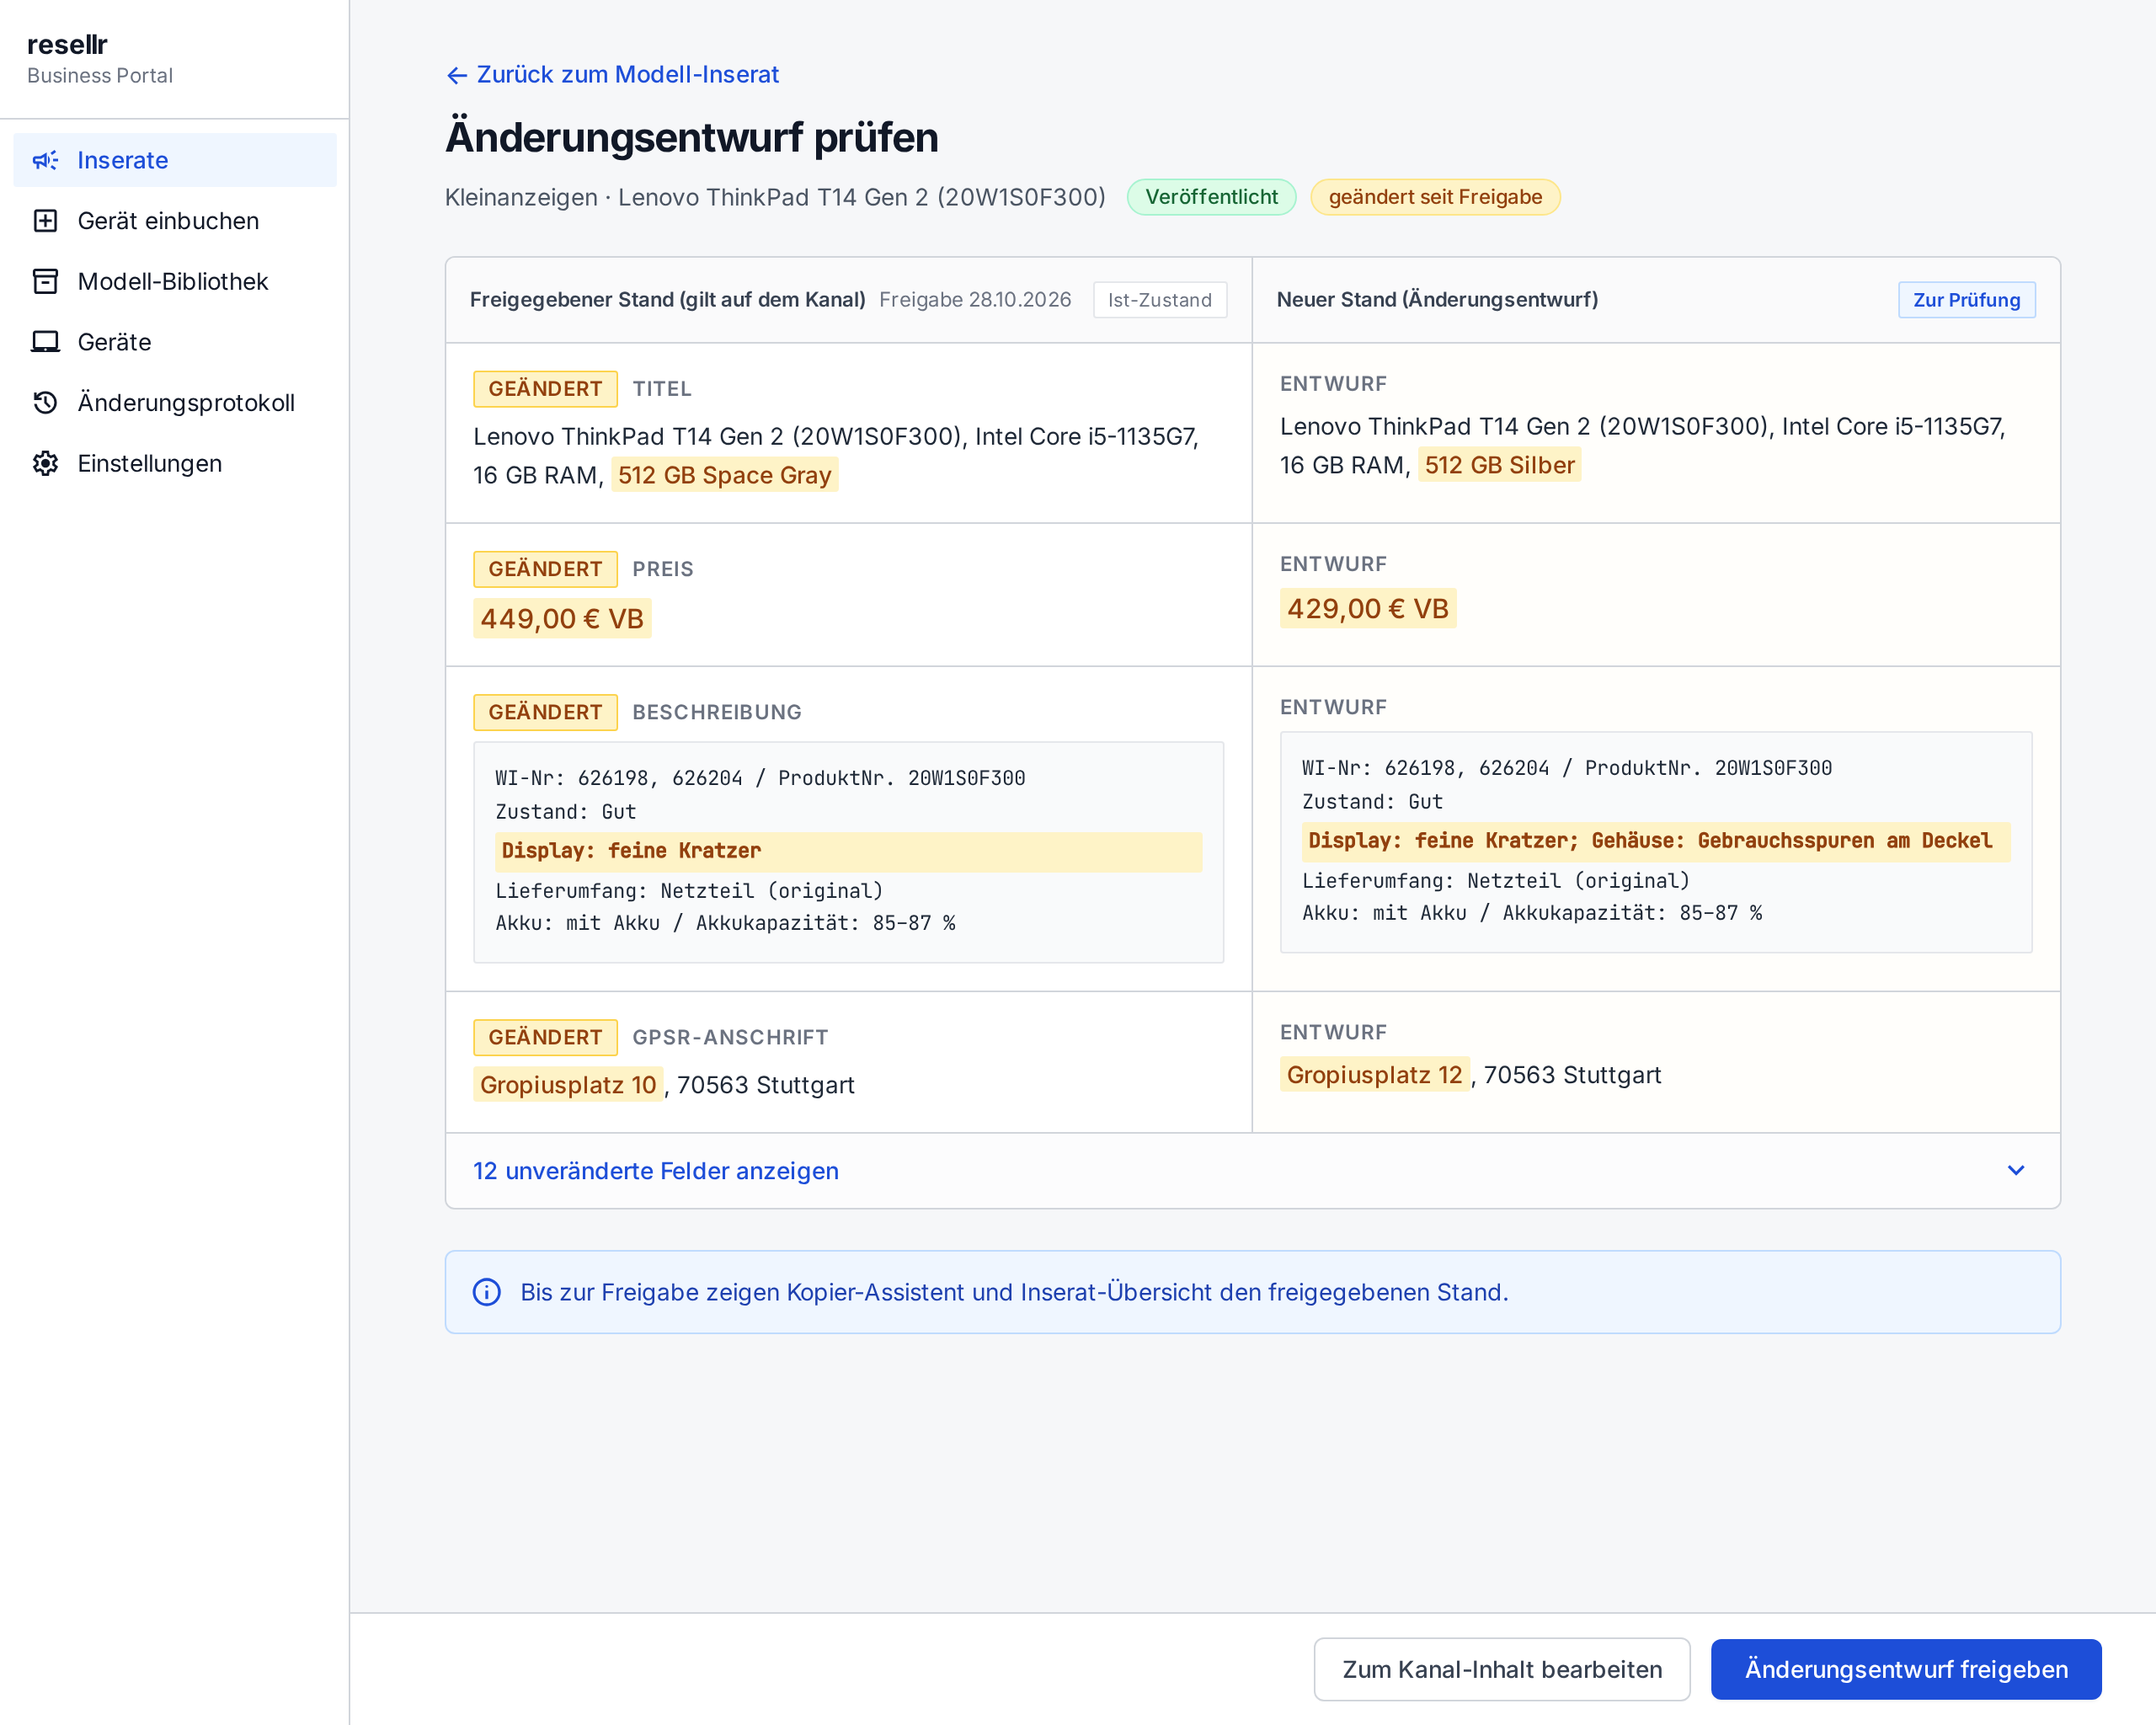 resellr
Business Portal
Inserate
Gerät einbuchen
Modell-Bibliothek
Geräte
Änderungsprotokoll
Einstellungen
← Zurück zum Modell-Inserat
Änderungsentwurf prüfen
Kleinanzeigen · Lenovo ThinkPad T14 Gen 2 (20W1S0F300) Veröffentlicht geändert seit Freigabe
Freigegebener Stand (gilt auf dem Kanal) Freigabe 28.10.2026 Ist-Zustand
Neuer Stand (Änderungsentwurf) Zur Prüfung
GEÄNDERT TITEL
Lenovo ThinkPad T14 Gen 2 (20W1S0F300), Intel Core i5-1135G7,
16 GB RAM, 512 GB Space Gray
ENTWURF
Lenovo ThinkPad T14 Gen 2 (20W1S0F300), Intel Core i5-1135G7,
16 GB RAM, 512 GB Silber
GEÄNDERT PREIS
449,00 € VB
ENTWURF
429,00 € VB
GEÄNDERT BESCHREIBUNG
WI-Nr: 626198, 626204 / ProduktNr. 20W1S0F300
Zustand: Gut
Display: feine Kratzer
Lieferumfang: Netzteil (original)
Akku: mit Akku / Akkukapazität: 85–87 %
ENTWURF
WI-Nr: 626198, 626204 / ProduktNr. 20W1S0F300
Zustand: Gut
Display: feine Kratzer; Gehäuse: Gebrauchsspuren am Deckel
Lieferumfang: Netzteil (original)
Akku: mit Akku / Akkukapazität: 85–87 %
GEÄNDERT GPSR-ANSCHRIFT
Gropiusplatz 10, 70563 Stuttgart
ENTWURF
Gropiusplatz 12, 70563 Stuttgart
12 unveränderte Felder anzeigen
Bis zur Freigabe zeigen Kopier-Assistent und Inserat-Übersicht den freigegebenen Stand.
Zum Kanal-Inhalt bearbeiten
Änderungsentwurf freigeben